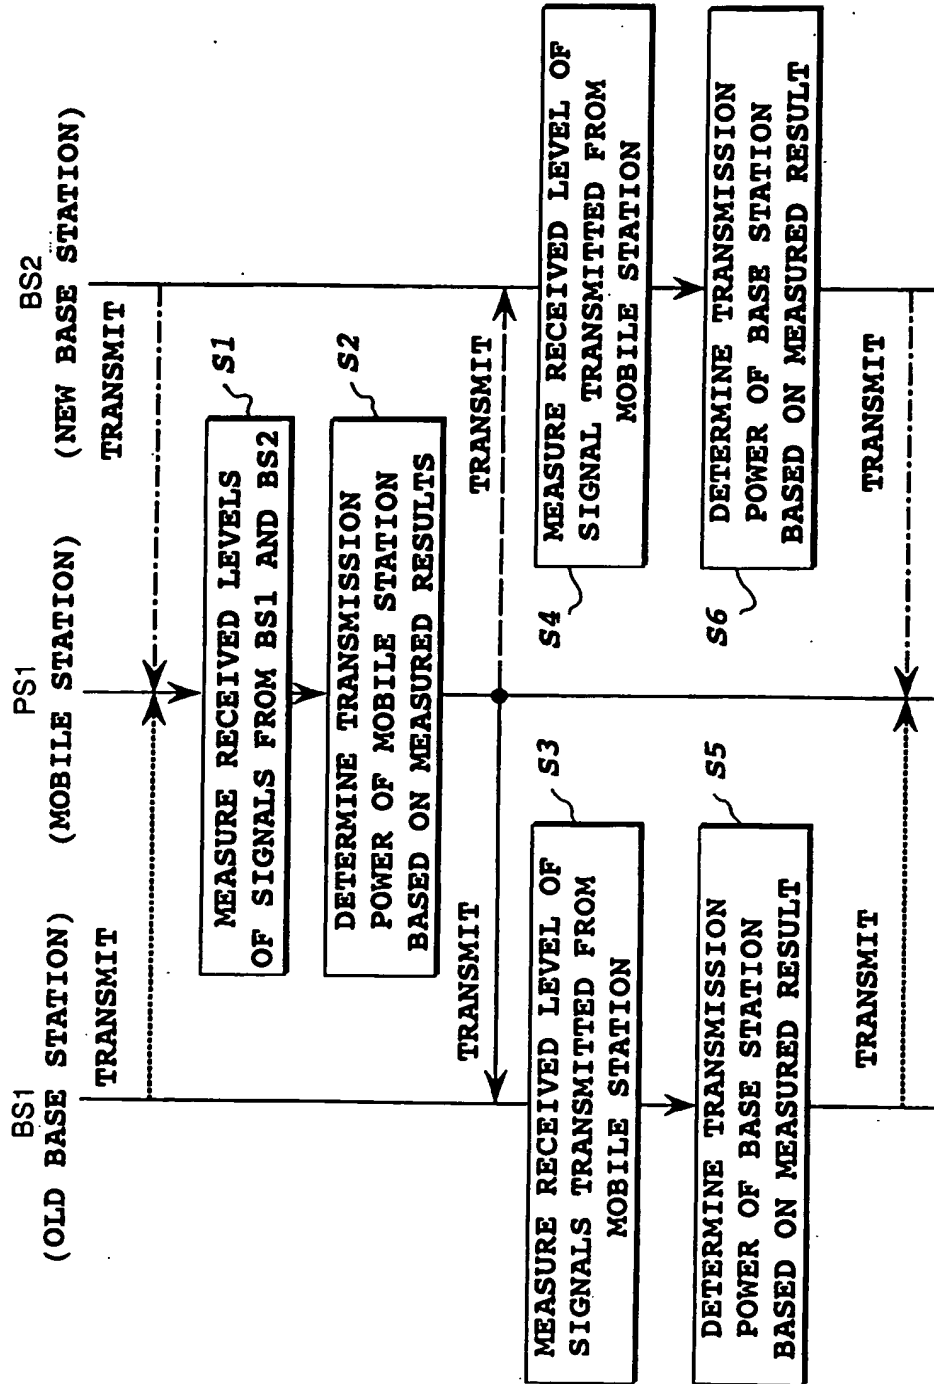 BS1
(OLD BASE STATION)
PS1
(MOBILE STATION)
BS2
(NEW BASE STATION)
TRANSMIT
TRANSMIT
S1
MEASURE RECEIVED LEVELS
OF SIGNALS FROM BS1 AND BS2
S2
DETERMINE TRANSMISSION
POWER OF MOBILE STATION
BASED ON MEASURED RESULTS
TRANSMIT
TRANSMIT
S3
MEASURE RECEIVED LEVEL OF
SIGNALS TRANSMITTED FROM
MOBILE STATION
S4
MEASURE RECEIVED LEVEL OF
SIGNAL TRANSMITTED FROM
MOBILE STATION
S5
DETERMINE TRANSMISSION
POWER OF BASE STATION
BASED ON MEASURED RESULT
S6
DETERMINE TRANSMISSION
POWER OF BASE STATION
BASED ON MEASURED RESULT
TRANSMIT
TRANSMIT